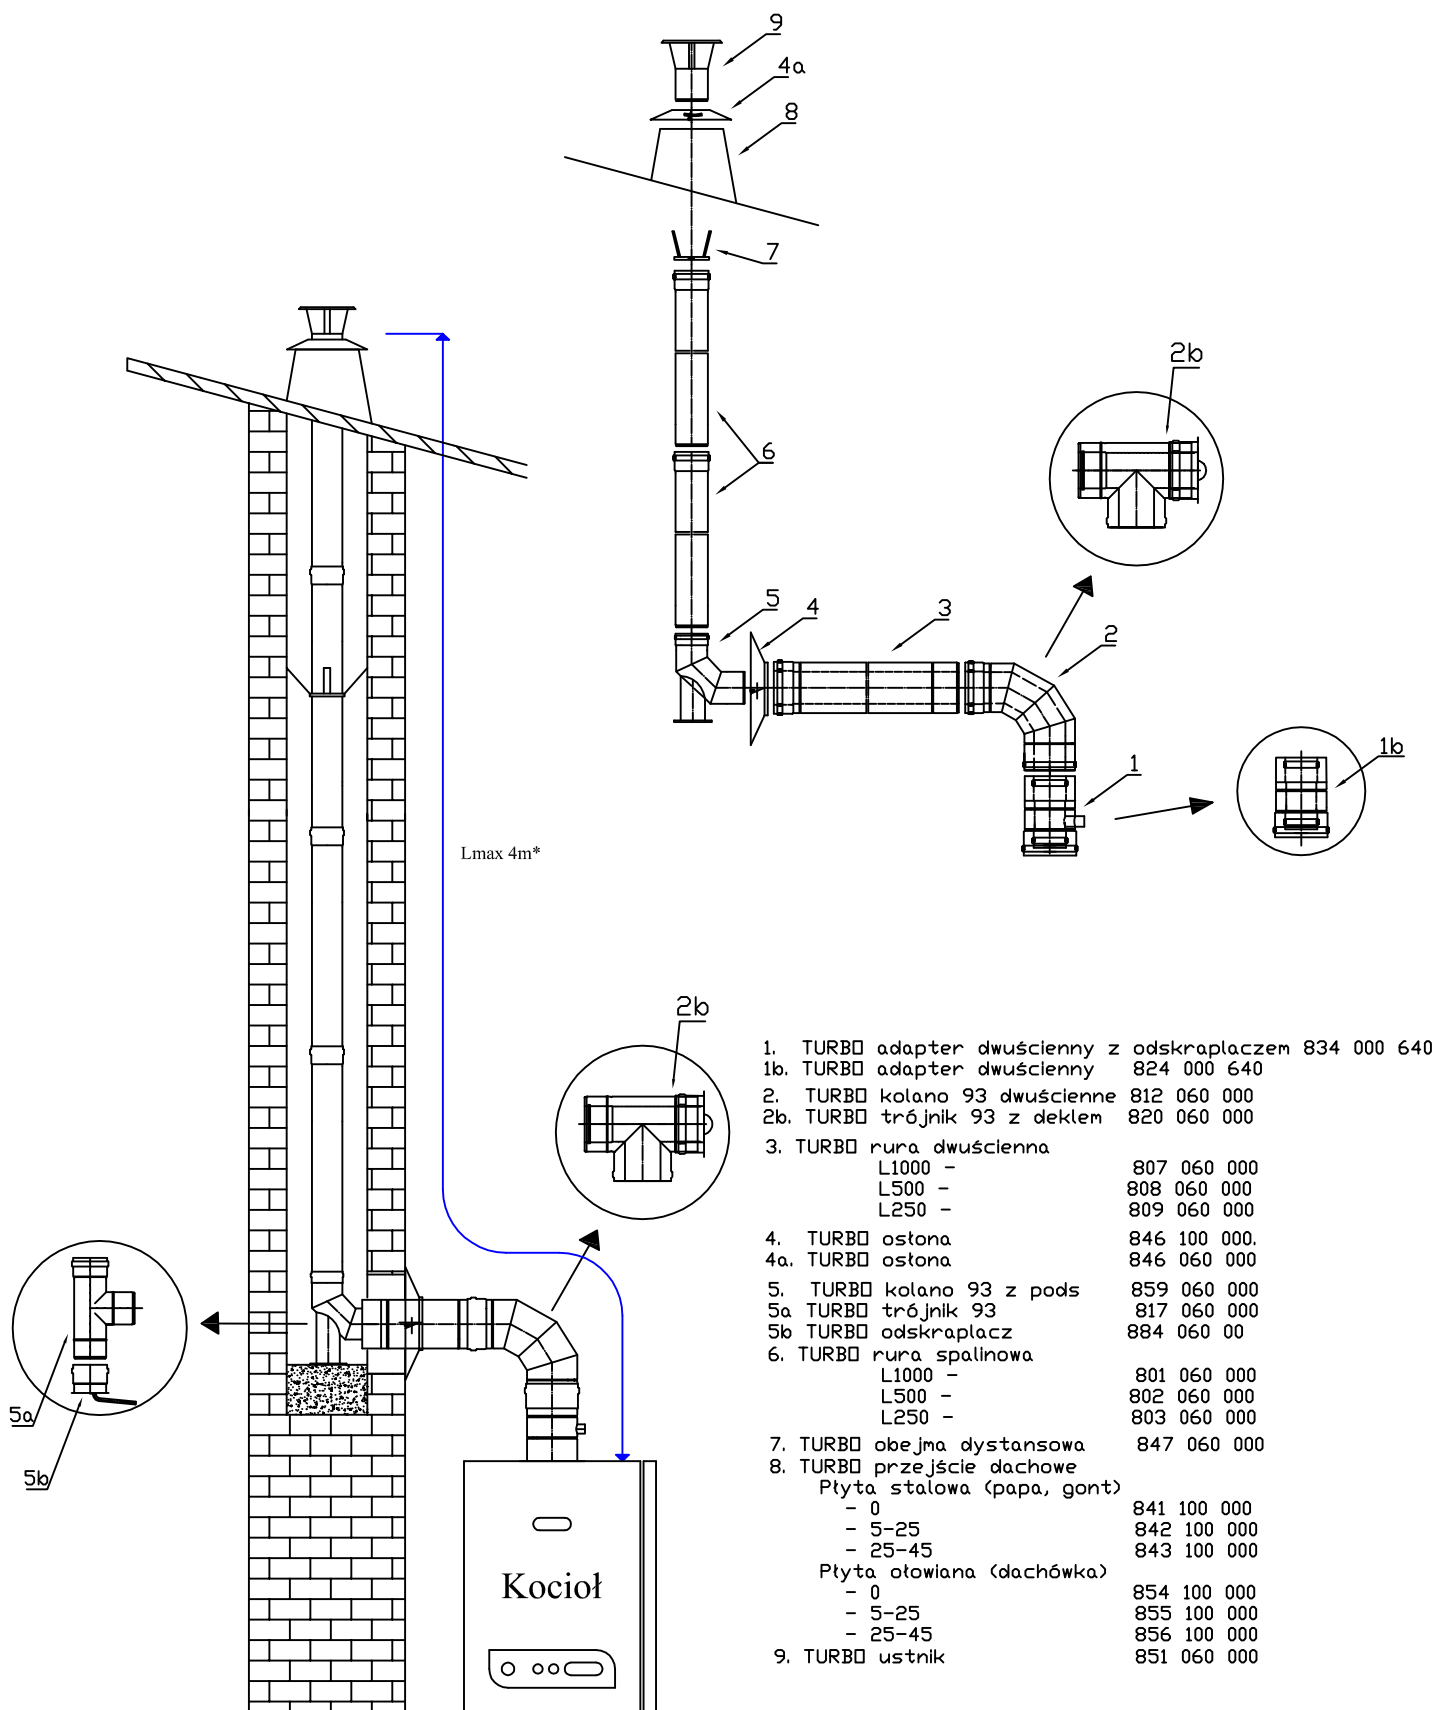 9
4a
8
7
2b
6
5
4
3
2
1b
1
Lmax 4m*
2b
1. TURBO adapter dwuścienny z odskraplaczem 834 000 640
1b. TURBO adapter dwuścienny 824 000 640
2. TURBO kolano 93 dwuścienne 812 060 000
2b. TURBO trójnik 93 z deklem 820 060 000
3. TURBO rura dwuścienna
L1000 - 807 060 000
L500 - 808 060 000
L250 - 809 060 000
4. TURBO osłona 846 100 000.
4a. TURBO osłona 846 060 000
5. TURBO kolano 93 z pods 859 060 000
5a TURBO trójnik 93 817 060 000
5b TURBO odskraplacz 884 060 00
6. TURBO rura spalinowa
L1000 - 801 060 000
L500 - 802 060 000
L250 - 803 060 000
7. TURBO obejma dystansowa 847 060 000
8. TURBO przejście dachowe
Płyta stalowa (papa, gont)
- 0 841 100 000
- 5-25 842 100 000
- 25-45 843 100 000
Płyta ołowiana (dachówka)
- 0 854 100 000
- 5-25 855 100 000
- 25-45 856 100 000
9. TURBO ustnik 851 060 000
5a
5b
Kocioł